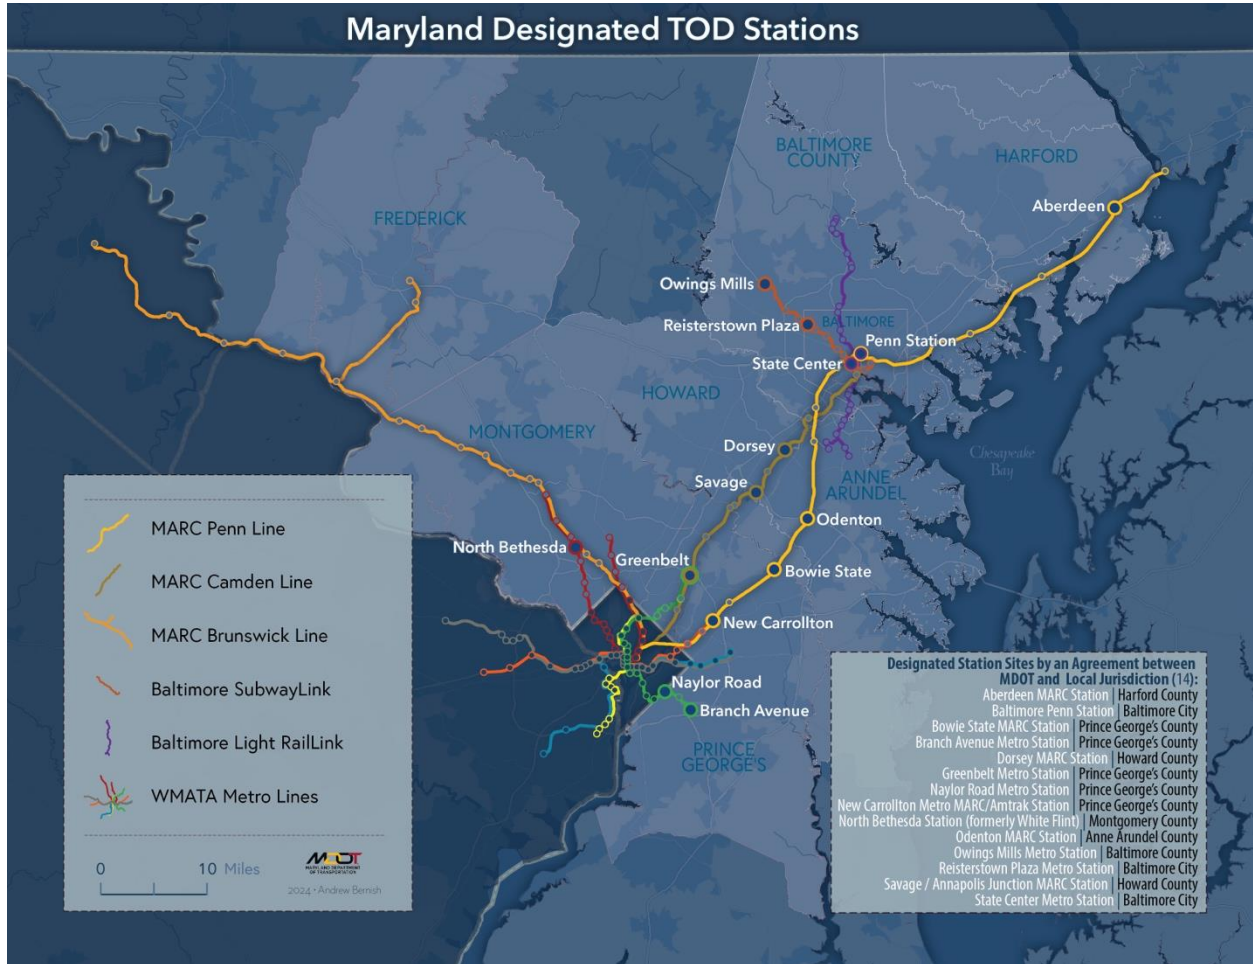 Maryland Designated TOD Stations
BALTIMORE
COUNTY
HARFORD
Aberdeen
FREDERICK
Owings Mills
Reisterstown Plaza
BALTIMORE
Penn Station
State Center
HOWARD
MONTGOMERY
Dorsey
Chesapeake
Bay
Savage
ANNE
ARUNDEL
Odenton
North Bethesda
Greenbelt
Bowie State
New Carrollton
Naylor Road
Branch Avenue
PRINCE
GEORGE'S
MARC Penn Line
MARC Camden Line
MARC Brunswick Line
Baltimore SubwayLink
Baltimore Light RailLink
WMATA Metro Lines
0 10 Miles
MDOT
MARYLAND DEPARTMENT
OF TRANSPORTATION
2024 • Andrew Bernish
Designated Station Sites by an Agreement between
MDOT and Local Jurisdiction (14):
Aberdeen MARC Station | Harford County
Baltimore Penn Station | Baltimore City
Bowie State MARC Station | Prince George's County
Branch Avenue Metro Station | Prince George's County
Dorsey MARC Station | Howard County
Greenbelt Metro Station | Prince George's County
Naylor Road Metro Station | Prince George's County
New Carrollton Metro MARC/Amtrak Station | Prince George's County
North Bethesda Station (formerly White Flint) | Montgomery County
Odenton MARC Station | Anne Arundel County
Owings Mills Metro Station | Baltimore County
Reisterstown Plaza Metro Station | Baltimore City
Savage / Annapolis Junction MARC Station | Howard County
State Center Metro Station | Baltimore City